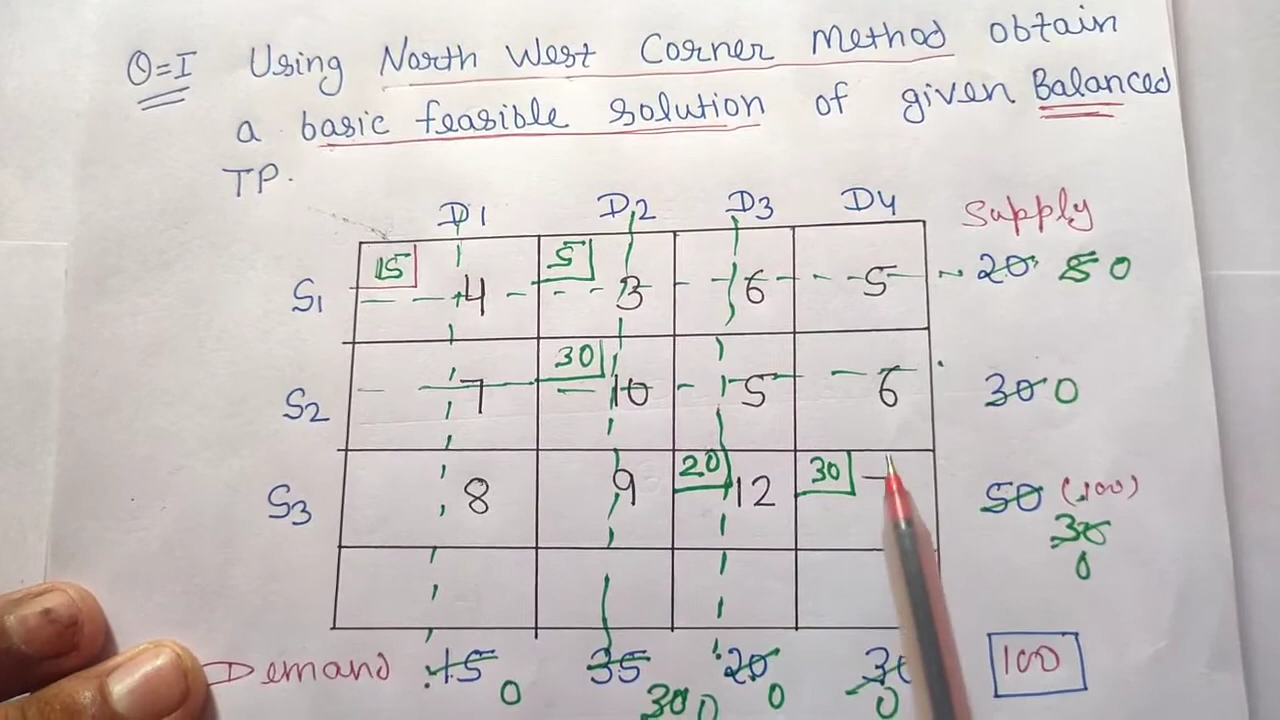 Q=I Using North West Corner Method obtain
a basic feasible solution of given Balanced
TP.
D1 D2 D3 D4 Supply
S1 15 4 5 3 6 5 20 5 0
S2 7 30 10 5 6 30 0
S3 8 9 20 12 30 50 (100)
30
0
Demand 15 0 35 20 0 30 100
30 0 0